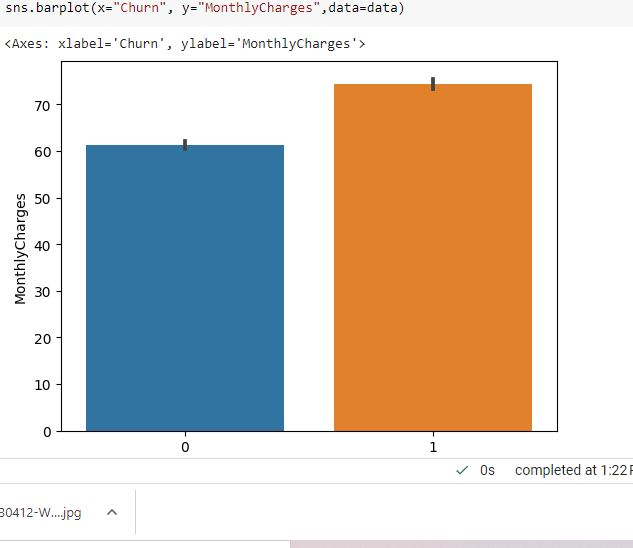 sns.barplot(x="Churn", y="MonthlyCharges",data=data)
<Axes: xlabel='Churn', ylabel='MonthlyCharges'>
70
60
50
40
30
20
10
0
MonthlyCharges
0 1
0s completed at 1:22
30412-W....jpg